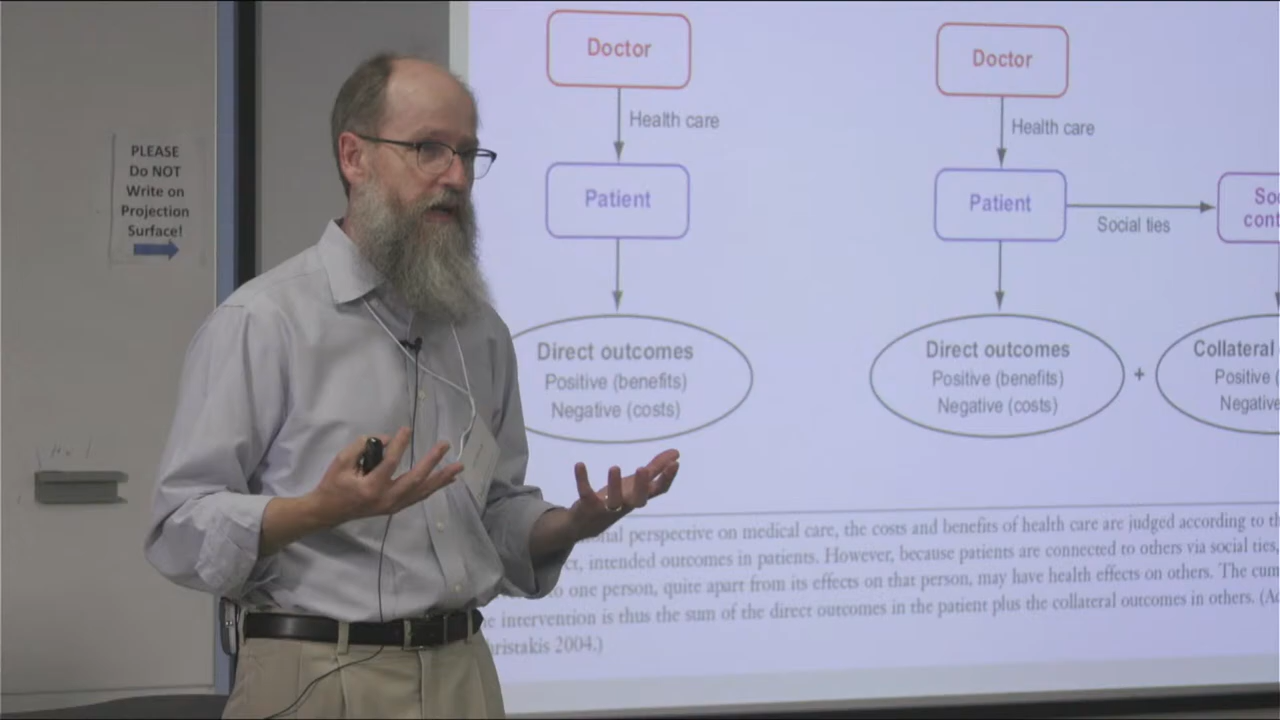 PLEASE
Do NOT
Write on
Projection
Surface!
Doctor
Health care
Patient
Direct outcomes
Positive (benefits)
Negative (costs)
Doctor
Health care
Patient
Social ties
Direct outcomes
Positive (benefits)
Negative (costs)
+
Collateral
Positive (
Negative
perspective on medical care, the costs and benefits of health care are judged according to
intended outcomes in patients. However, because patients are connected to others via social ties,
to one person, quite apart from its effects on that person, may have health effects on others. The
intervention is thus the sum of the direct outcomes in the patient plus the collateral outcomes in others.
2004.)